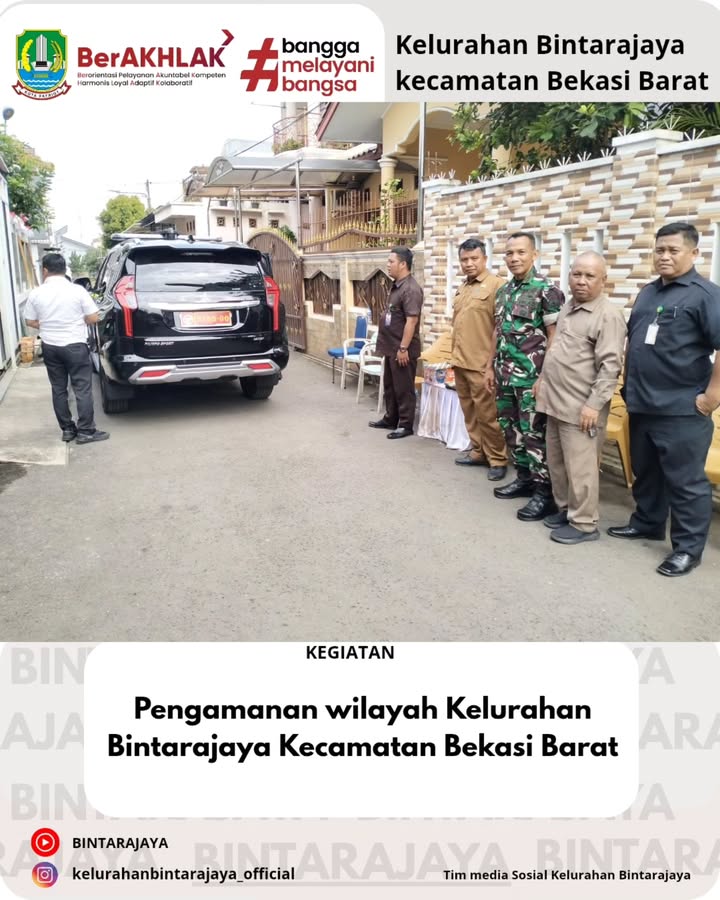 BerAKHLAK
Berorientasi Pelayanan Akuntabel Kompeten
Harmonis Loyal Adaptif Kolaboratif
#bangga
melayani
bangsa
Kelurahan Bintarajaya
kecamatan Bekasi Barat
KEGIATAN
Pengamanan wilayah Kelurahan
Bintarajaya Kecamatan Bekasi Barat
BINTARAJAYA
kelurahanbintarajaya_official
Tim media Sosial Kelurahan Bintarajaya
BINTARAJAYA